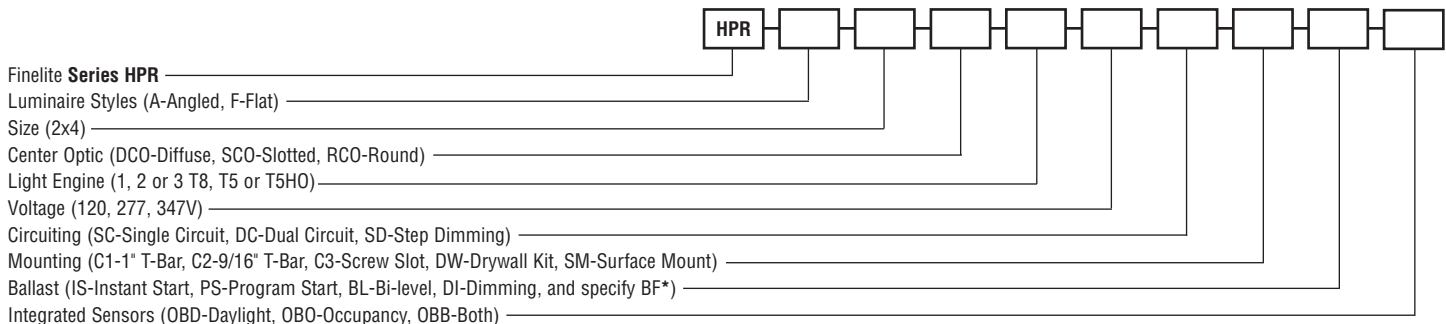 HPR
Finelite Series HPR
Luminaire Styles (A-Angled, F-Flat)
Size (2x4)
Center Optic (DCO-Diffuse, SCO-Slotted, RCO-Round)
Light Engine (1, 2 or 3 T8, T5 or T5HO)
Voltage (120, 277, 347V)
Circuiting (SC-Single Circuit, DC-Dual Circuit, SD-Step Dimming)
Mounting (C1-1" T-Bar, C2-9/16" T-Bar, C3-Screw Slot, DW-Drywall Kit, SM-Surface Mount)
Ballast (IS-Instant Start, PS-Program Start, BL-Bi-level, DI-Dimming, and specify BF*)
Integrated Sensors (OBD-Daylight, OBO-Occupancy, OBB-Both)